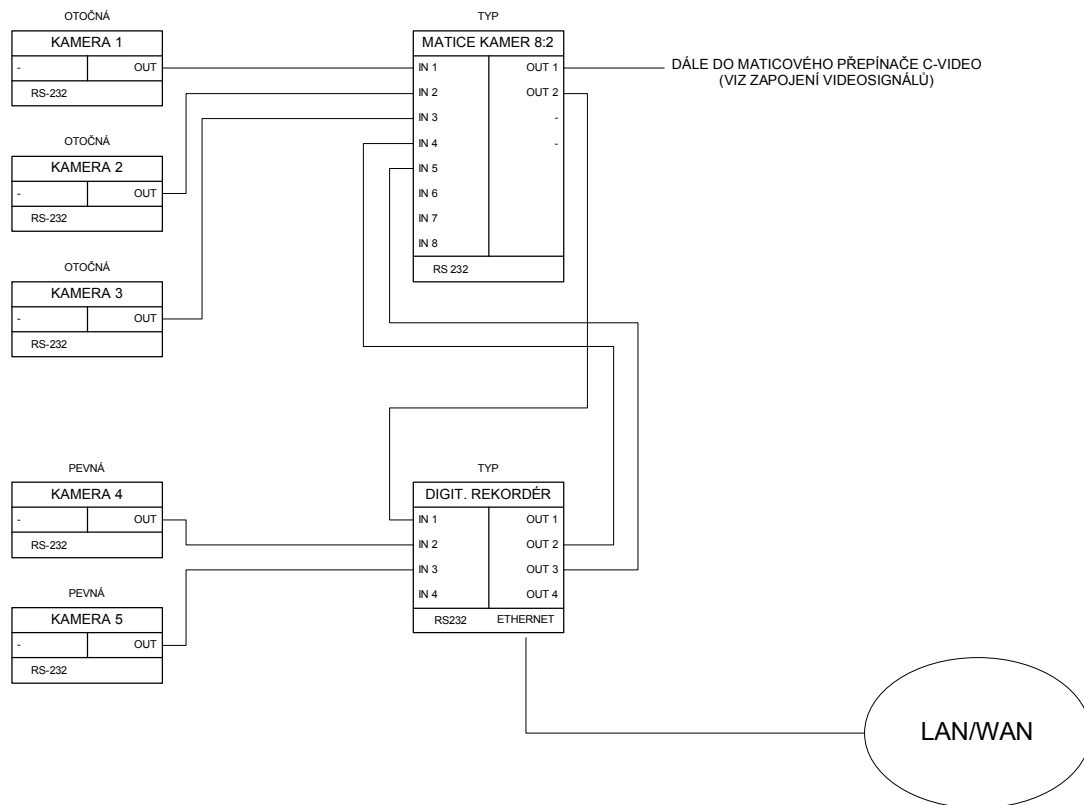 OTOČNÁ
KAMERA 1
-
OUT
RS-232
OTOČNÁ
KAMERA 2
-
OUT
RS-232
OTOČNÁ
KAMERA 3
-
OUT
RS-232
TYP
MATICE KAMER 8:2
IN 1
OUT 1
IN 2
OUT 2
IN 3
-
IN 4
-
IN 5
IN 6
IN 7
IN 8
RS 232
DÁLE DO MATICOVÉHO PŘEPÍNAČE C-VIDEO
(VIZ ZAPOJENÍ VIDEOSIGNÁLŮ)
PEVNÁ
KAMERA 4
-
OUT
RS-232
PEVNÁ
KAMERA 5
-
OUT
RS-232
TYP
DIGIT. REKORDÉR
IN 1
OUT 1
IN 2
OUT 2
IN 3
OUT 3
IN 4
OUT 4
RS232
ETHERNET
LAN/WAN